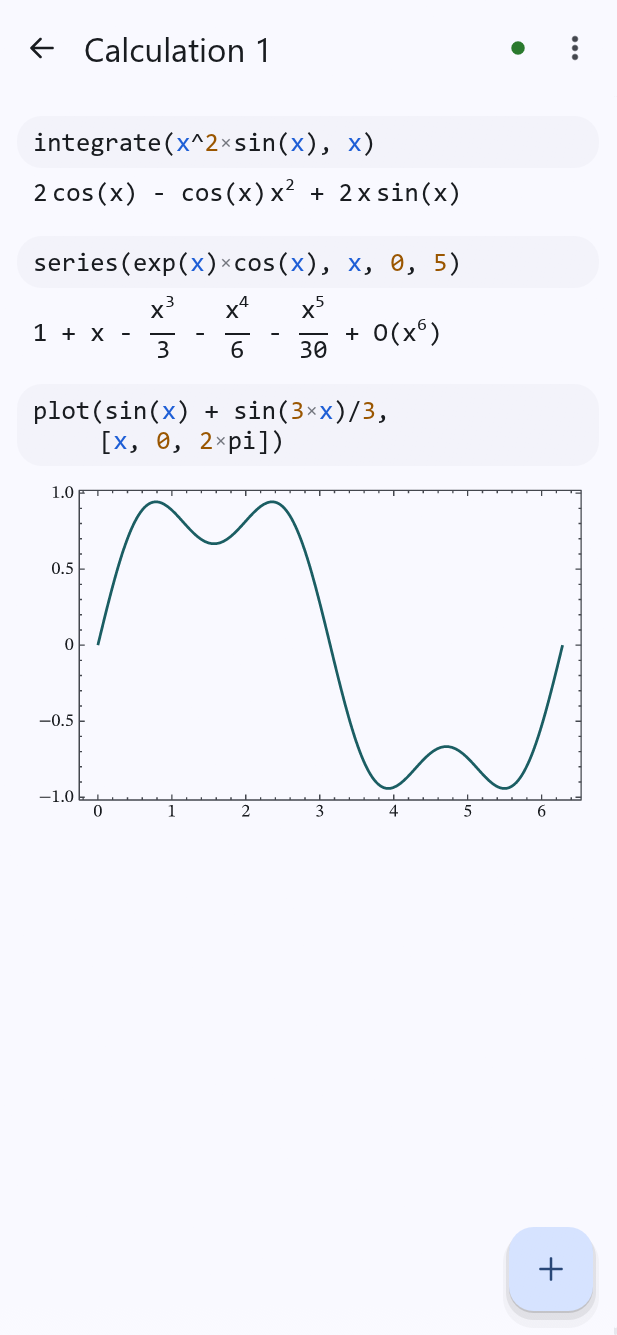 Calculation 1
integrate(x^2×sin(x), x)
2 cos(x) - cos(x) x² + 2 x sin(x)
series(exp(x)×cos(x), x, 0, 5)
1 + x - x³/3 - x⁴/6 - x⁵/30 + O(x⁶)
plot(sin(x) + sin(3×x)/3,
[x, 0, 2×pi])
1.0
0.5
0
−0.5
−1.0
0 1 2 3 4 5 6